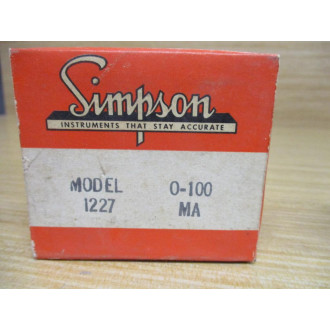 Simpson
INSTRUMENTS THAT STAY ACCURATE
MODEL 0-100
1227 MA